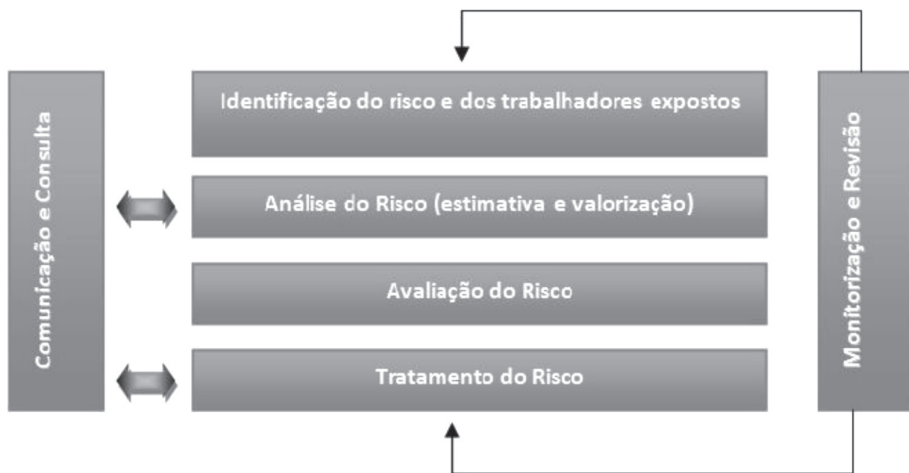 Comunicação e Consulta
Identificação do risco e dos trabalhadores expostos
Análise do Risco (estimativa e valorização)
Avaliação do Risco
Tratamento do Risco
Monitorização e Revisão